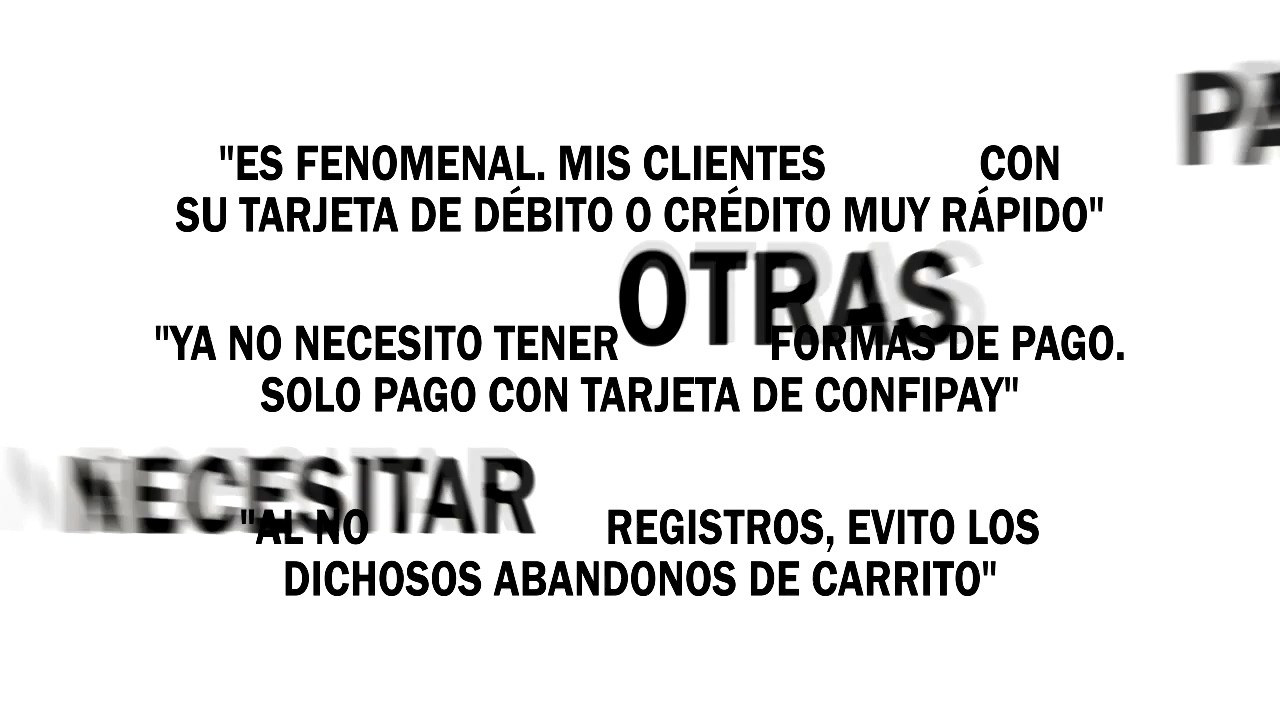 PA
"ES FENOMENAL. MIS CLIENTES CON
SU TARJETA DE DÉBITO O CRÉDITO MUY RÁPIDO"
OTRAS
"YA NO NECESITO TENER FORMAS DE PAGO.
SOLO PAGO CON TARJETA DE CONFIPAY"
NECESITAR
"AL NO REGISTROS, EVITO LOS
DICHOSOS ABANDONOS DE CARRITO"